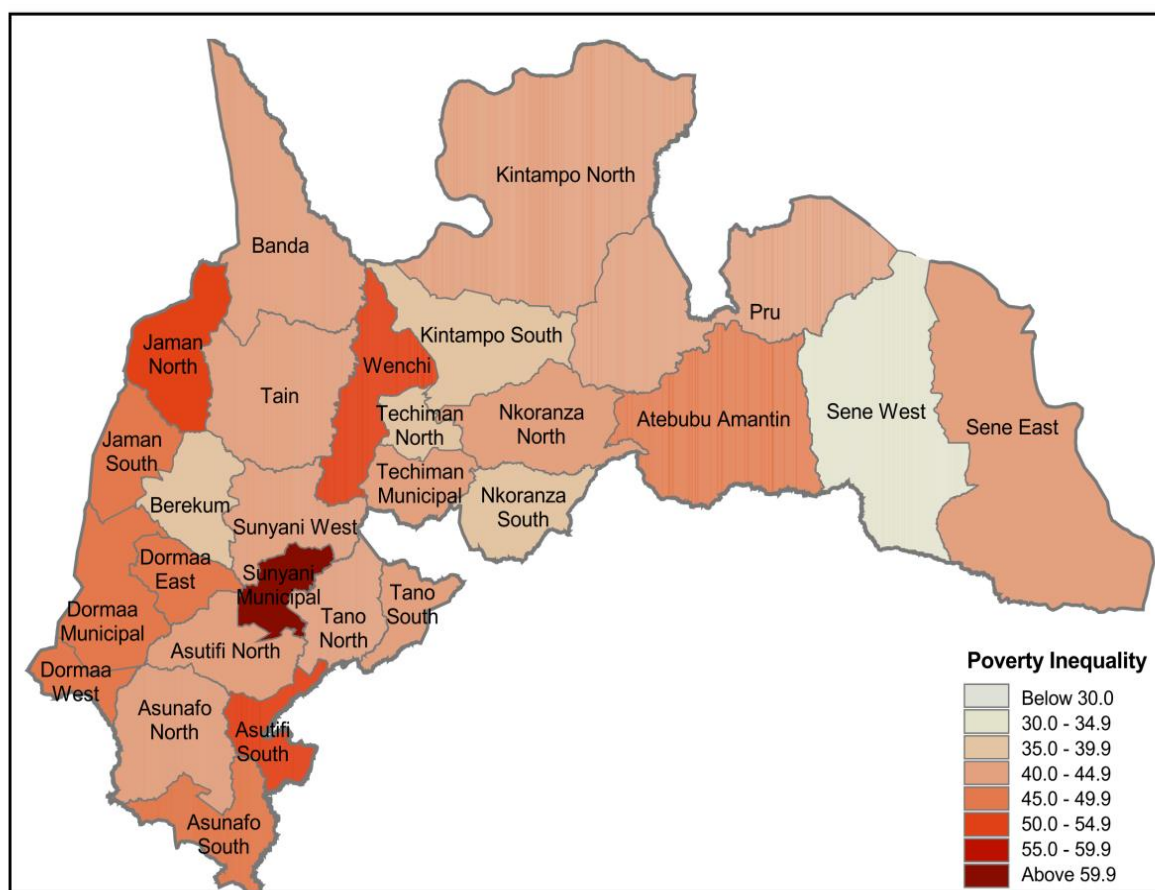 Kintampo North
Banda
Pru
Jaman
North
Kintampo South
Wenchi
Tain
Techiman
North
Nkoranza
North
Atebubu Amantin
Sene West
Sene East
Jaman
South
Techiman
Municipal
Nkoranza
South
Berekum
Sunyani West
Dormaa
East
Sunyani
Municipal
Tano
South
Tano
North
Dormaa
Municipal
Asutifi North
Dormaa
West
Asunafo
North
Asutifi
South
Asunafo
South
Poverty Inequality
Below 30.0
30.0 - 34.9
35.0 - 39.9
40.0 - 44.9
45.0 - 49.9
50.0 - 54.9
55.0 - 59.9
Above 59.9